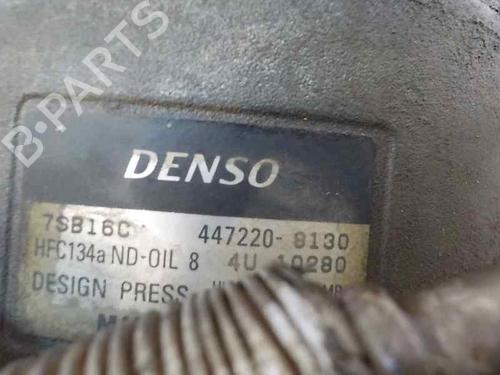 B-PARTS
DENSO
7SB16C 447220-8130
HFC134a ND-OIL 8 4U 10280
DESIGN PRESS.